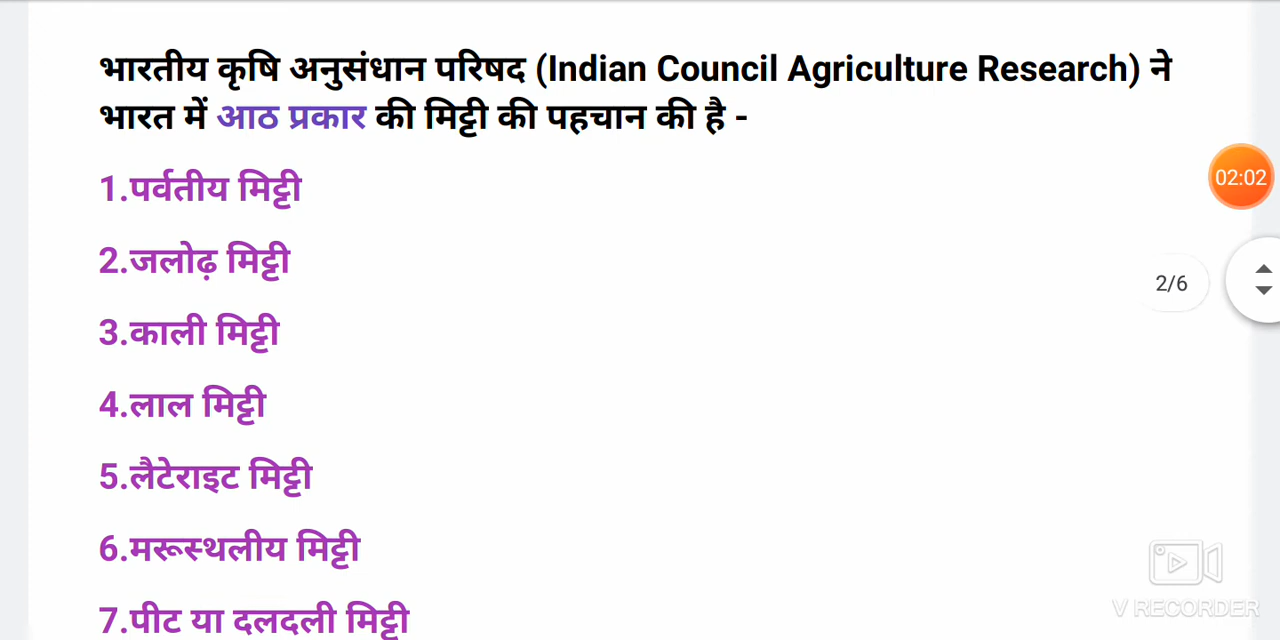 भारतीय कृषि अनुसंधान परिषद (Indian Council Agriculture Research) ने
भारत में आठ प्रकार की मिट्टी की पहचान की है -
1.पर्वतीय मिट्टी
02:02
2.जलोढ़ मिट्टी
2/6
3.काली मिट्टी
4.लाल मिट्टी
5.लैटेराइट मिट्टी
6.मरूस्थलीय मिट्टी
V RECORDER
7.पीट या दलदली मिट्टी